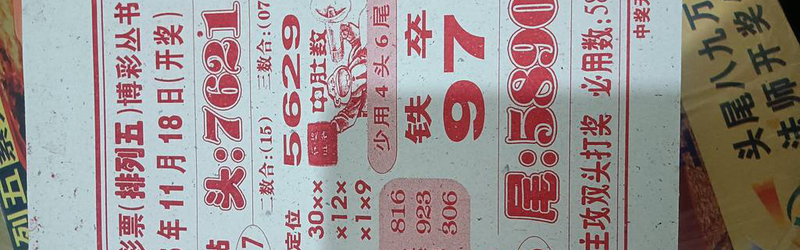 彩票(排列五)博彩丛书
年11月18日(开奖)
头:7621
二数合:(15) 三数合:(07
5629
中肚数
定位
30××
×12×
×1×9
少用4头6尾
铁卒
97
816
923
306
尾:5890
主攻双头打奖 必用数:58
中奖
头尾八九万
法师开奖
列五